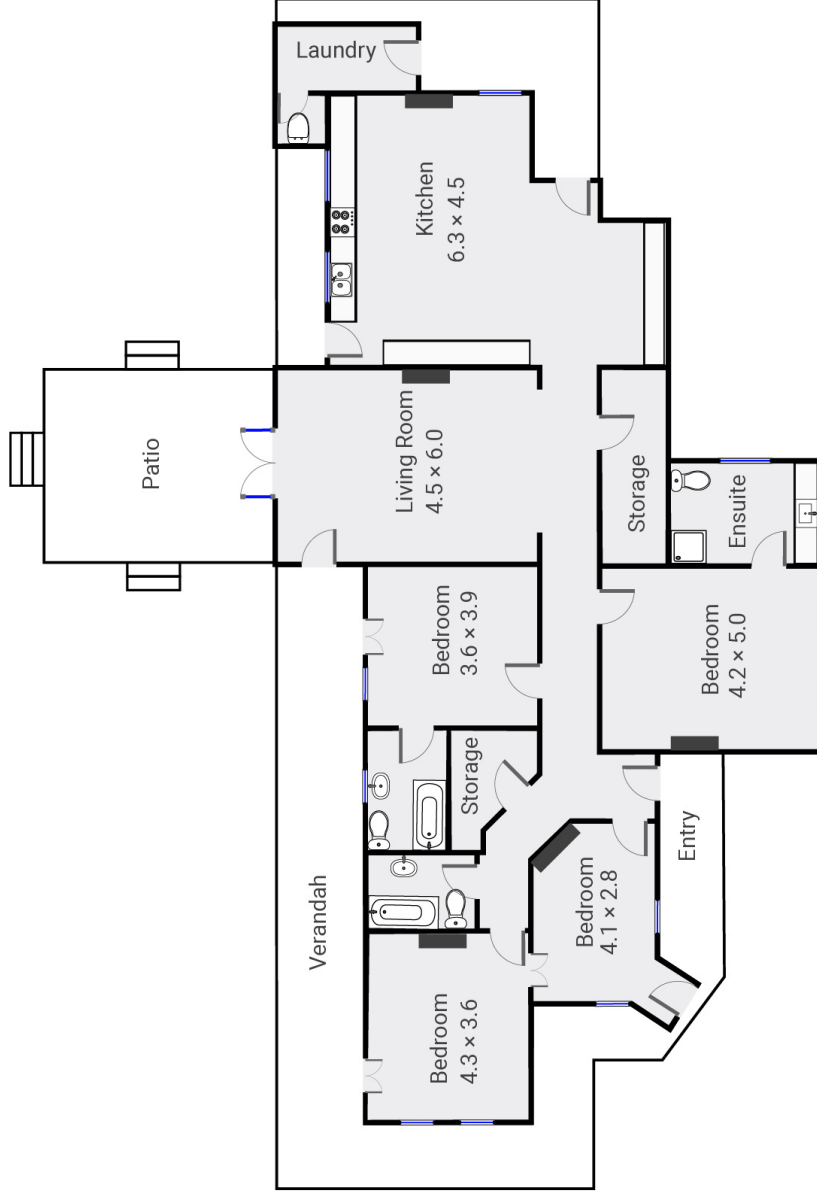 Laundry
Kitchen
6.3 × 4.5
Patio
Living Room
4.5 × 6.0
Storage
Ensuite
Bedroom
3.6 × 3.9
Bedroom
4.2 × 5.0
Storage
Entry
Verandah
Bedroom
4.1 × 2.8
Bedroom
4.3 × 3.6